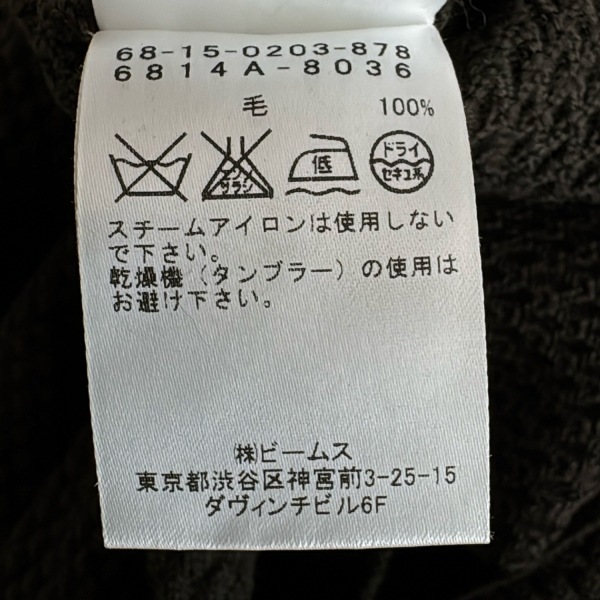 68-15-0203-878
6814A-8036
毛 100%
エンソ サラシ 低 ドライ セキユ系
スチームアイロンは使用しない
で下さい。
乾燥機（タンブラー）の使用は
お避け下さい。
㈱ビームス
東京都渋谷区神宮前3-25-15
ダヴィンチビル6F